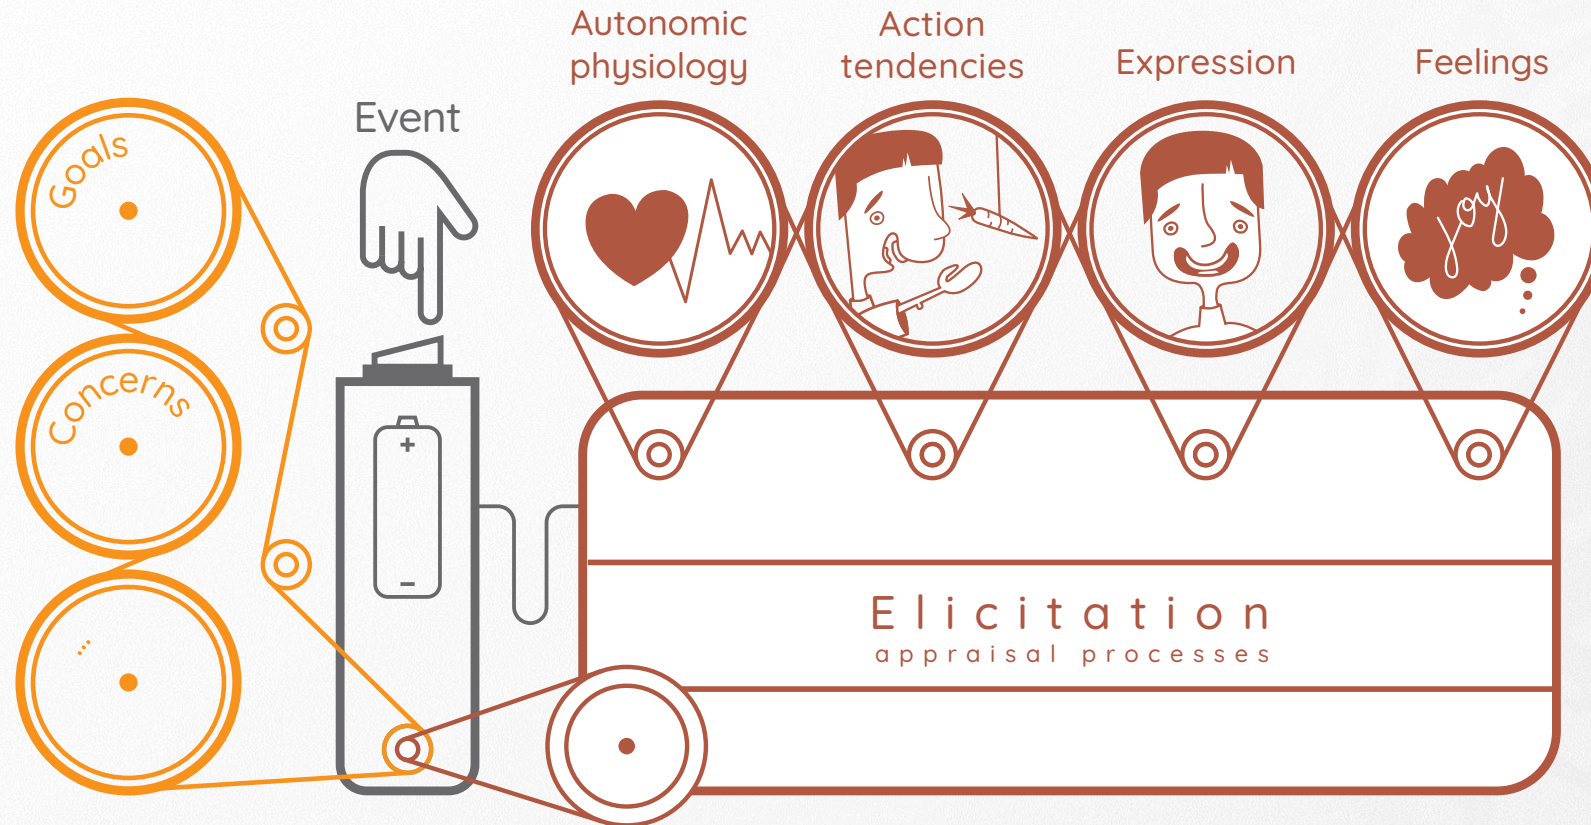 Autonomic
physiology
Action
tendencies
Expression
Feelings
Event
Goals
Concerns
...
joy
+
–
Elicitation
appraisal processes